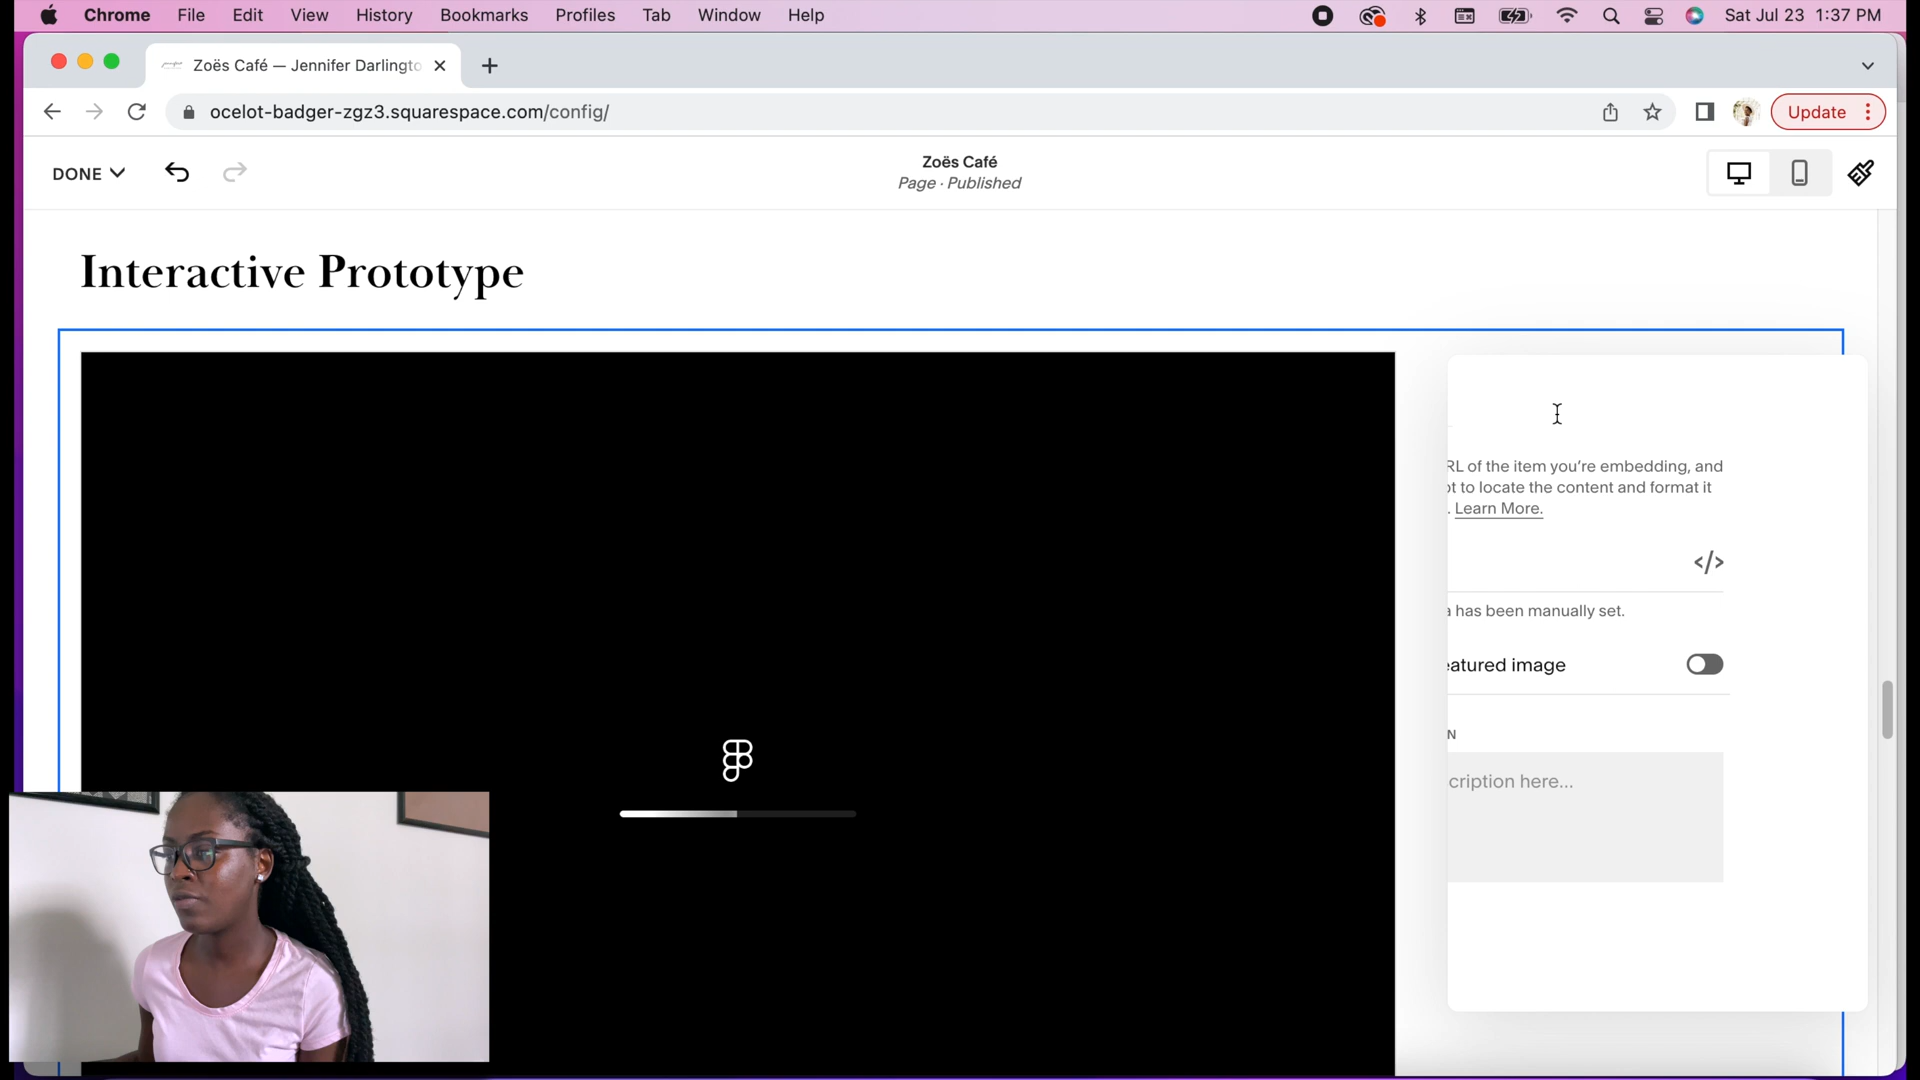 Chrome File Edit View History Bookmarks Profiles Tab Window Help Sat Jul 23 1:37 PM
Zoës Café — Jennifer Darlingto
ocelot-badger-zgz3.squarespace.com/config/ Update
DONE Zoës Café
Page · Published
Interactive Prototype
RL of the item you're embedding, and
t to locate the content and format it
. Learn More.
</>
has been manually set.
eatured image
N
cription here...